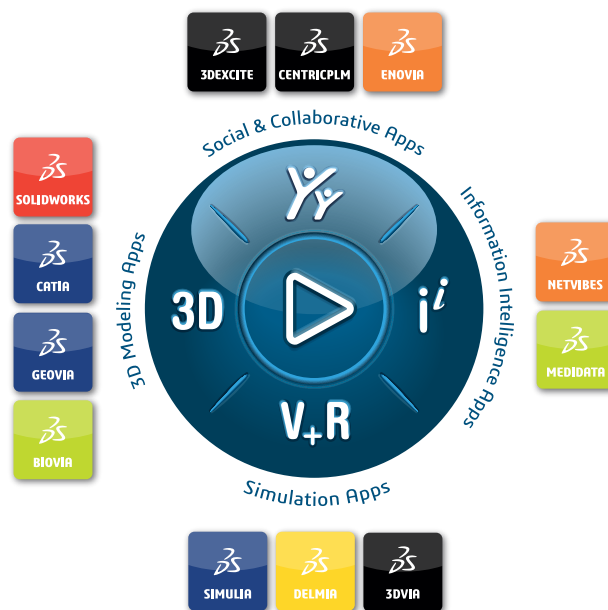 3DEXCITE
CENTRICPLM
ENOVIA
Social & Collaborative Apps
SOLIDWORKS
CATIA
GEOVIA
BIOVIA
3D Modeling Apps
3D
i i
V+R
Information Intelligence Apps
NETVIBES
MEDIDATA
Simulation Apps
SIMULIA
DELMIA
3DVIA